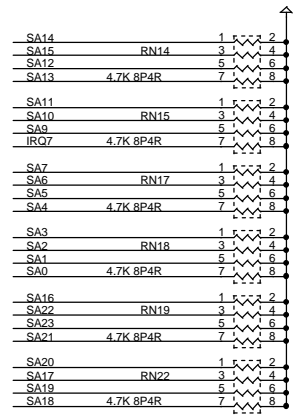 SA14 1 2
SA15 RN14 3 4
SA12 5 6
SA13 4.7K 8P4R 7 8
SA11 1 2
SA10 RN15 3 4
SA9 5 6
IRQ7 4.7K 8P4R 7 8
SA7 1 2
SA6 RN17 3 4
SA5 5 6
SA4 4.7K 8P4R 7 8
SA3 1 2
SA2 RN18 3 4
SA1 5 6
SA0 4.7K 8P4R 7 8
SA16 1 2
SA22 RN19 3 4
SA23 5 6
SA21 4.7K 8P4R 7 8
SA20 1 2
SA17 RN22 3 4
SA19 5 6
SA18 4.7K 8P4R 7 8